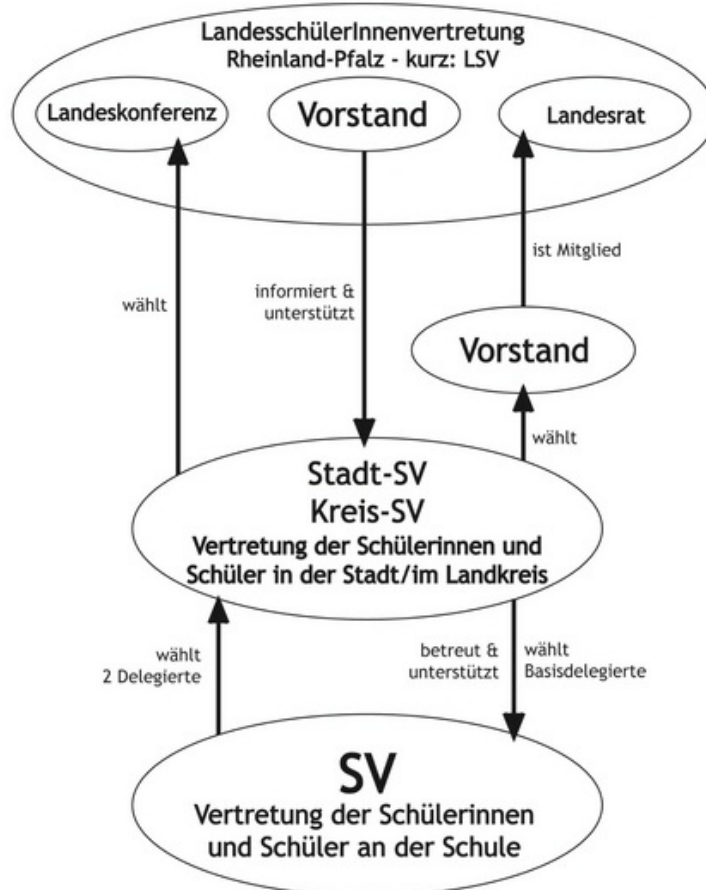 LandesschülerInnenvertretung
Rheinland-Pfalz - kurz: LSV
Landeskonferenz
Vorstand
Landesrat
ist Mitglied
wählt
informiert &
unterstützt
Vorstand
wählt
Stadt-SV
Kreis-SV
Vertretung der Schülerinnen und
Schüler in der Stadt/im Landkreis
wählt
2 Delegierte
betreut &
unterstützt
wählt
Basisdelegierte
SV
Vertretung der Schülerinnen
und Schüler an der Schule